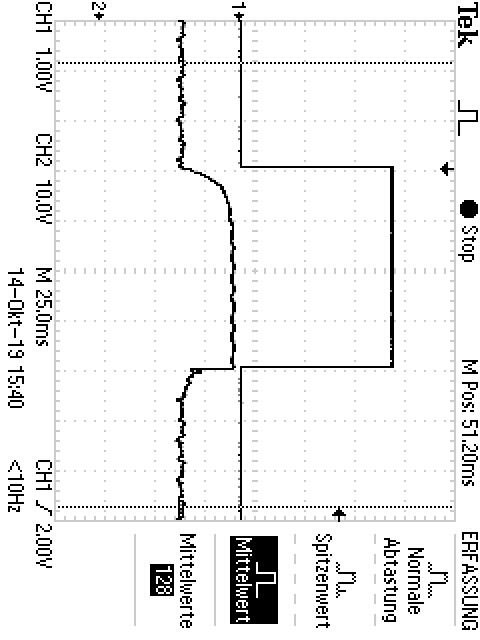 Tek Stop M Pos: 51.20ms ERFASSUNG
Normale
Abtastung
Spitzenwert
1
Mittelwert
Mittelwerte
128
2
CH1 1.00V CH2 10.0V M 25.0ms CH1 2.00V
14-Okt-19 15:40 <10Hz